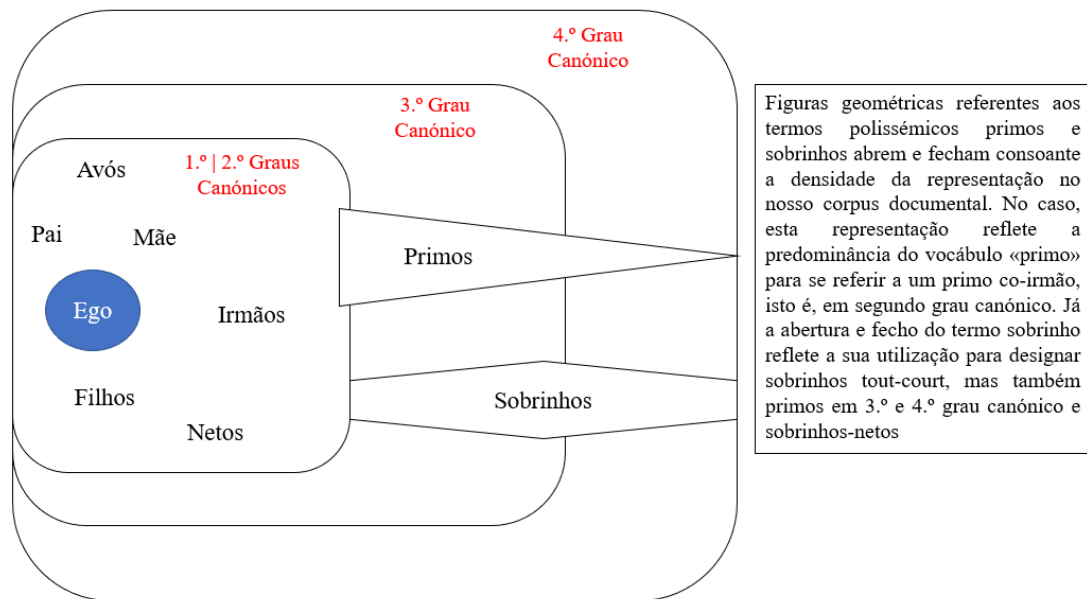 4.º Grau
Canónico
3.º Grau
Canónico
1.º | 2.º Graus
Canónicos
Avós
Pai
Mãe
Ego
Irmãos
Filhos
Netos
Primos
Sobrinhos
Figuras geométricas referentes aos
termos polissémicos primos e
sobrinhos abrem e fecham consoante
a densidade da representação no
nosso corpus documental. No caso,
esta representação reflete a
predominância do vocábulo «primo»
para se referir a um primo co-irmão,
isto é, em segundo grau canónico. Já
a abertura e fecho do termo sobrinho
reflete a sua utilização para designar
sobrinhos tout-court, mas também
primos em 3.º e 4.º grau canónico e
sobrinhos-netos